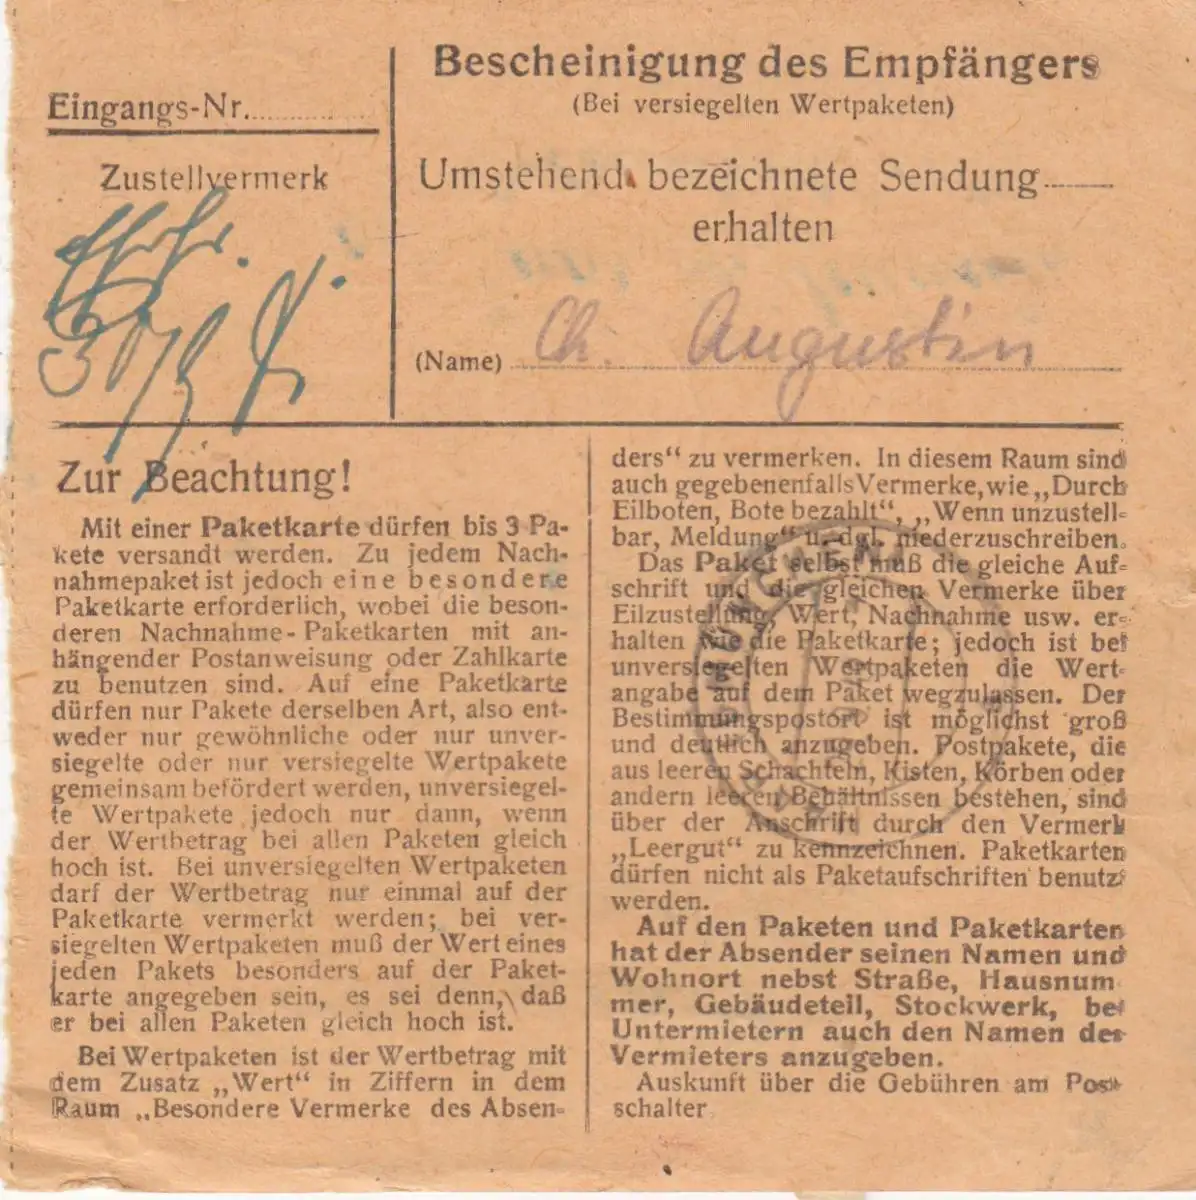 Eingangs-Nr.
Zustellvermerk
Bescheinigung des Empfängers
(Bei versiegelten Wertpaketen)
Umstehend bezeichnete Sendung
erhalten
(Name) Ch. Augustin
Zur Beachtung!
Mit einer Paketkarte dürfen bis 3 Pa-
kete versandt werden. Zu jedem Nach-
nahmepaket ist jedoch eine besondere
Paketkarte erforderlich, wobei die beson-
deren Nachnahme-Paketkarten mit an-
hängender Postanweisung oder Zahlkarte
zu benutzen sind. Auf eine Paketkarte
dürfen nur Pakete derselben Art, also ent-
weder nur gewöhnliche oder nur unver-
siegelte oder nur versiegelte Wertpakete
gemeinsam befördert werden, unversiegel-
te Wertpakete jedoch nur dann, wenn
der Wertbetrag bei allen Paketen gleich
hoch ist. Bei unversiegelten Wertpaketen
darf der Wertbetrag nur einmal auf der
Paketkarte vermerkt werden; bei ver-
siegelten Wertpaketen muß der Wert eines
jeden Pakets besonders auf der Paket-
karte angegeben sein, es sei denn, daß
er bei allen Paketen gleich hoch ist.
Bei Wertpaketen ist der Wertbetrag mit
dem Zusatz „Wert“ in Ziffern in dem
Raum „Besondere Vermerke des Absen-
ders“ zu vermerken. In diesem Raum sind
auch gegebenenfalls Vermerke, wie „Durch
Eilboten, Bote bezahlt“, „Wenn unzustell-
bar, Meldung“ u. dgl. niederzuschreiben.
Das Paket selbst muß die gleiche Auf-
schrift und die gleichen Vermerke über
Eilzustellung, Wert, Nachnahme usw. er-
halten wie die Paketkarte; jedoch ist bei
unversiegelten Wertpaketen die Wert-
angabe auf dem Paket wegzulassen. Der
Bestimmungspostort ist möglichst groß
und deutlich anzugeben. Postpakete, die
aus leeren Schachteln, Kisten, Körben oder
andern leeren Behältnissen bestehen, sind
über der Anschrift durch den Vermerk
„Leergut“ zu kennzeichnen. Paketkarten
dürfen nicht als Paketaufschriften benutzt
werden.
Auf den Paketen und Paketkarten
hat der Absender seinen Namen und
Wohnort nebst Straße, Hausnum-
mer, Gebäudeteil, Stockwerk, bei
Untermietern auch den Namen des
Vermieters anzugeben.
Auskunft über die Gebühren am Post-
schalter